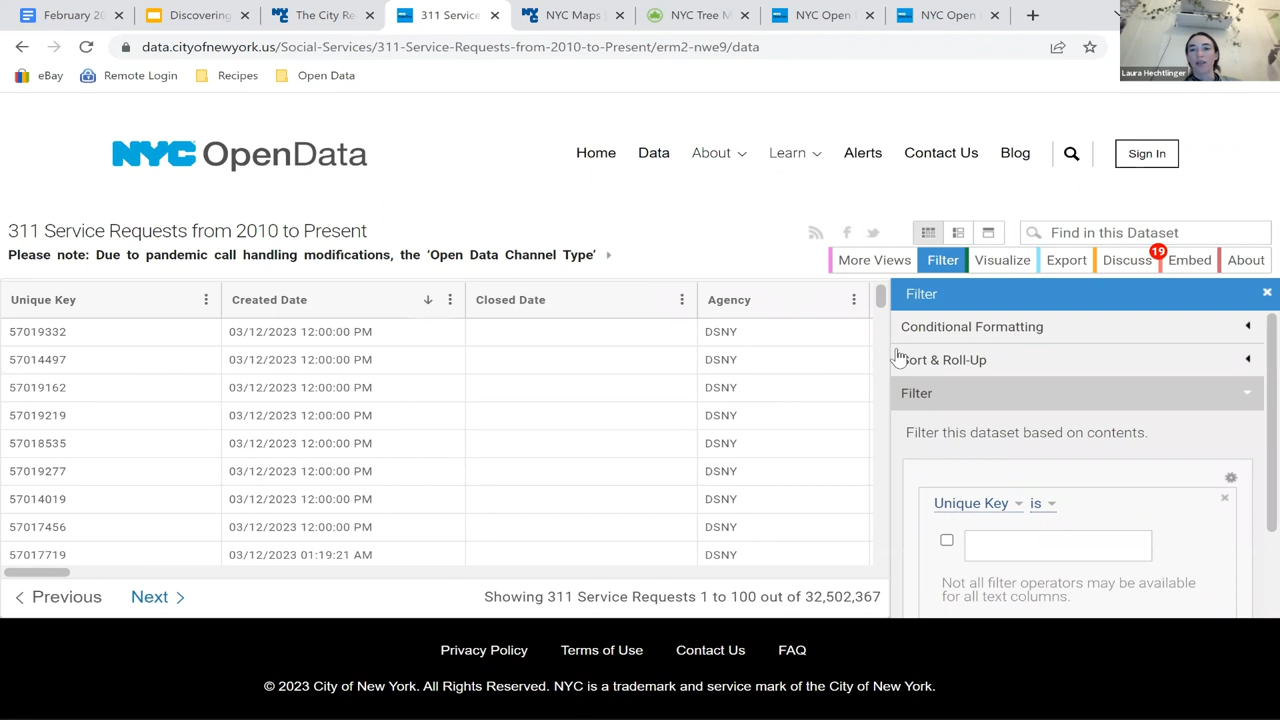 February 20
Discovering
The City Re
311 Service
NYC Maps
NYC Tree M
NYC Open
NYC Open
data.cityofnewyork.us/Social-Services/311-Service-Requests-from-2010-to-Present/erm2-nwe9/data
eBay Remote Login Recipes Open Data
Laura Hechtlinger
NYC OpenData
Home Data About Learn Alerts Contact Us Blog Sign In
311 Service Requests from 2010 to Present
Find in this Dataset
Please note: Due to pandemic call handling modifications, the 'Open Data Channel Type'
More Views Filter Visualize Export Discuss 19 Embed About
Unique Key Created Date Closed Date Agency
57019332 03/12/2023 12:00:00 PM DSNY
57014497 03/12/2023 12:00:00 PM DSNY
57019162 03/12/2023 12:00:00 PM DSNY
57019219 03/12/2023 12:00:00 PM DSNY
57018535 03/12/2023 12:00:00 PM DSNY
57019277 03/12/2023 12:00:00 PM DSNY
57014019 03/12/2023 12:00:00 PM DSNY
57017456 03/12/2023 12:00:00 PM DSNY
57017719 03/12/2023 01:19:21 AM DSNY
Filter
Conditional Formatting
Sort & Roll-Up
Filter
Filter this dataset based on contents.
Unique Key is
Not all filter operators may be available
for all text columns.
Previous Next
Showing 311 Service Requests 1 to 100 out of 32,502,367
Privacy Policy Terms of Use Contact Us FAQ
© 2023 City of New York. All Rights Reserved. NYC is a trademark and service mark of the City of New York.